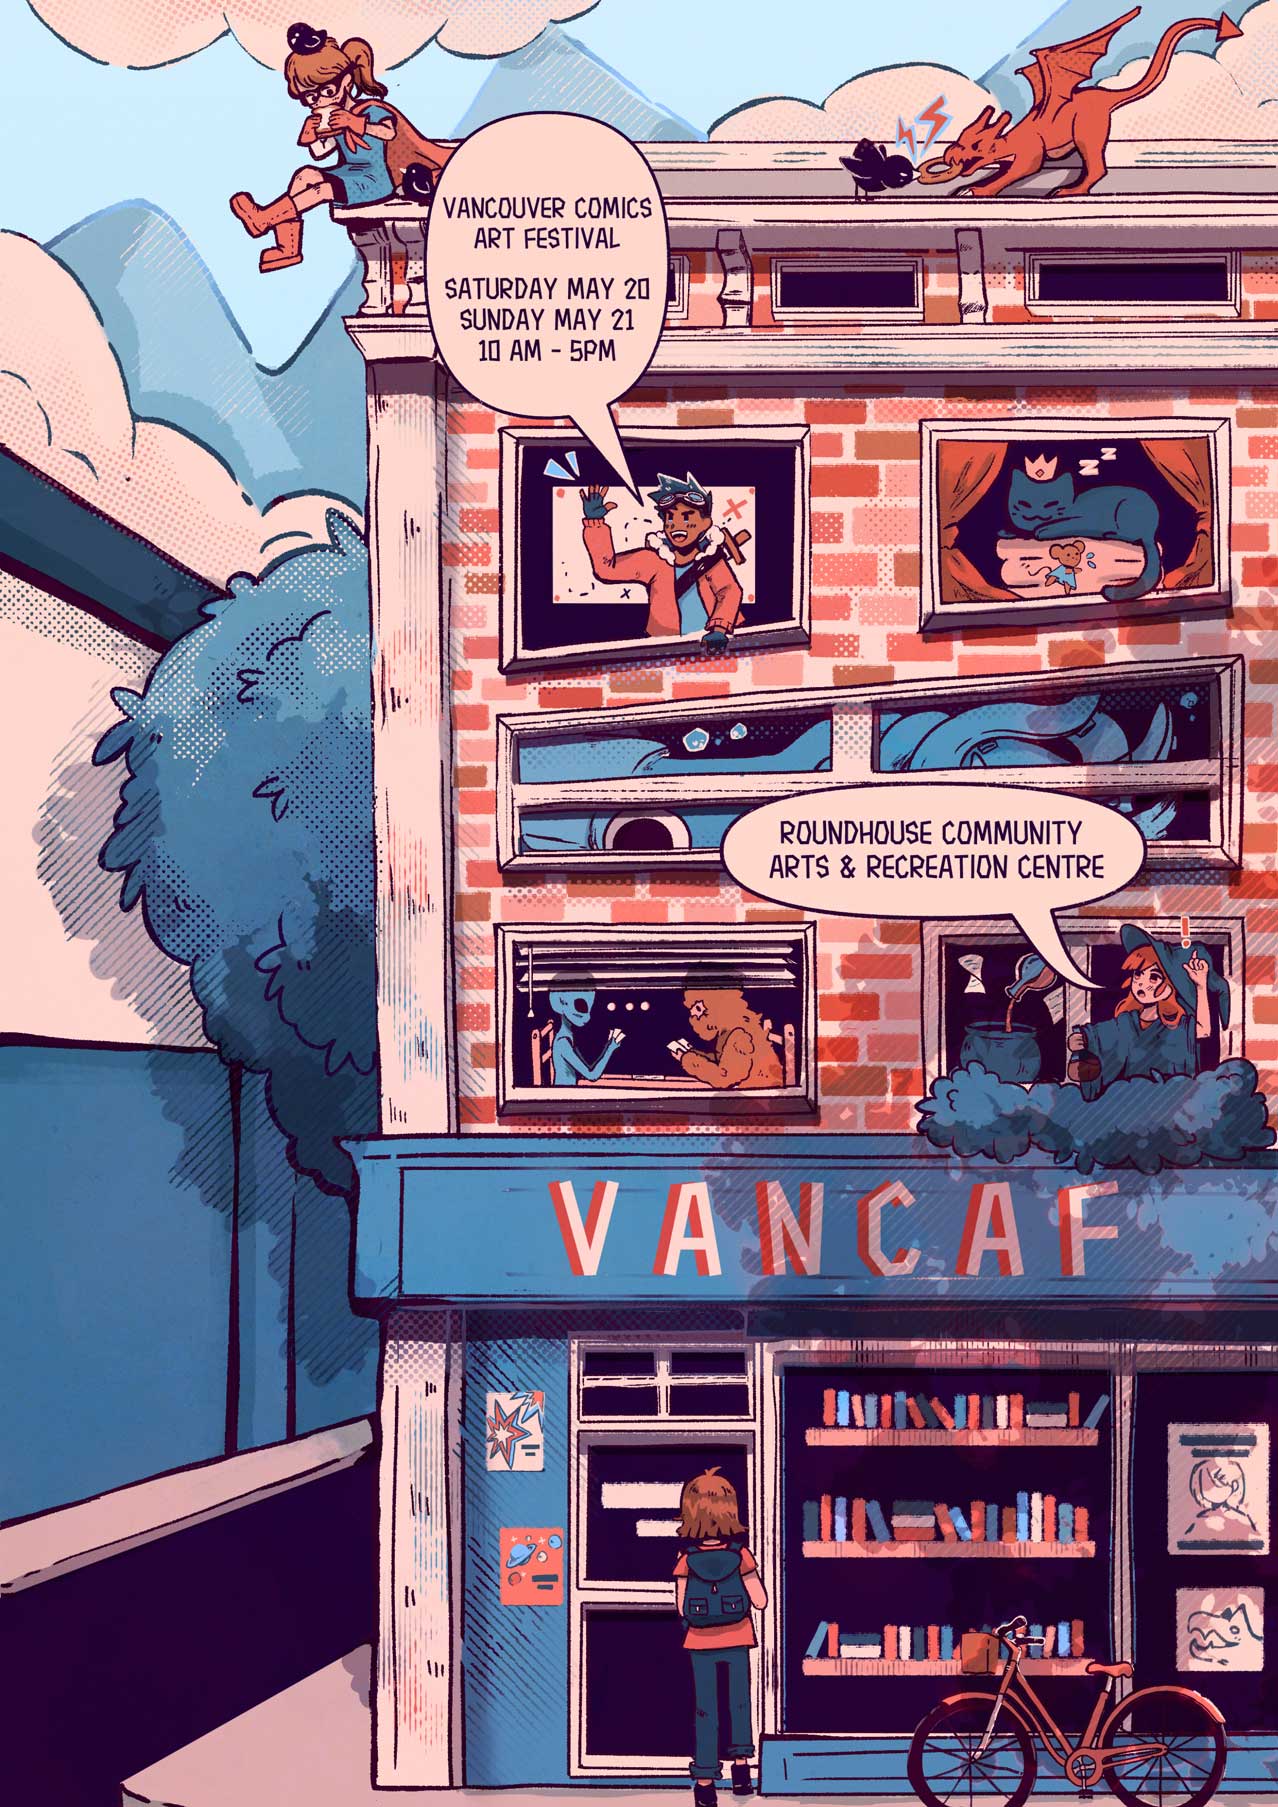 VANCOUVER COMICS
ART FESTIVAL
SATURDAY MAY 20
SUNDAY MAY 21
10 AM - 5PM
Z Z
ROUNDHOUSE COMMUNITY
ARTS & RECREATION CENTRE
!
VANCAF